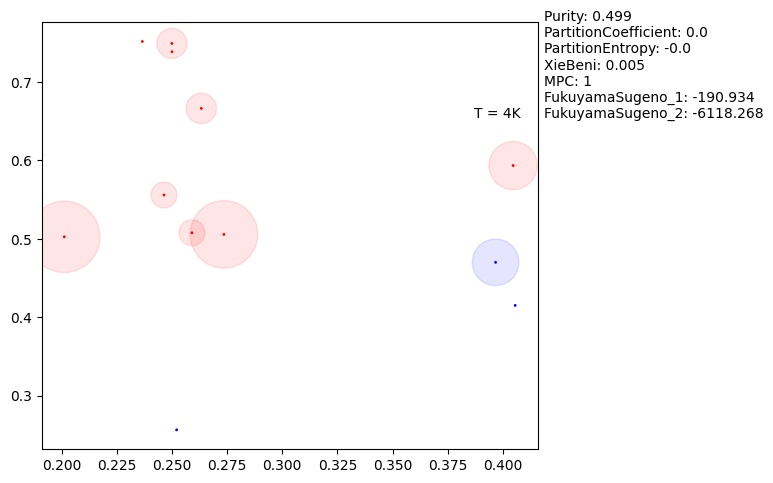 Purity: 0.499
PartitionCoefficient: 0.0
PartitionEntropy: -0.0
XieBeni: 0.005
MPC: 1
FukuyamaSugeno_1: -190.934
FukuyamaSugeno_2: -6118.268
T = 4K
0.7
0.6
0.5
0.4
0.3
0.200 0.225 0.250 0.275 0.300 0.325 0.350 0.375 0.400